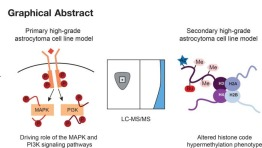 Graphical Abstract
Primary high-grade
astrocytoma cell line model
Secondary high-grade
astrocytoma cell line model
P
P
P
P
MAPK
PI3K
LC-MS/MS
Me
Me
Me
H3
H2A
H4
H2B
Driving role of the MAPK and
PI3K signaling pathways
Altered histone code
hypermethylation phenotype